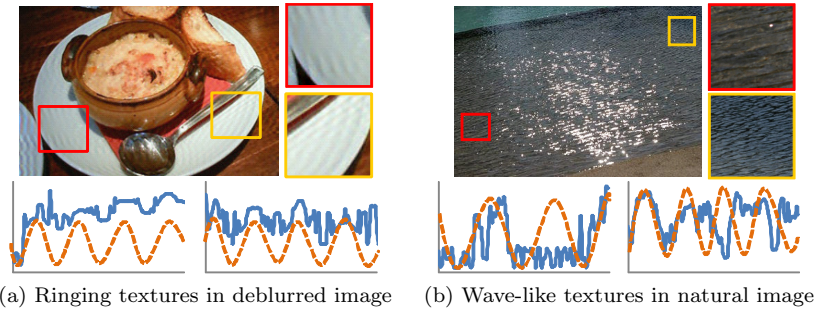 (a) Ringing textures in deblurred image
(b) Wave-like textures in natural image